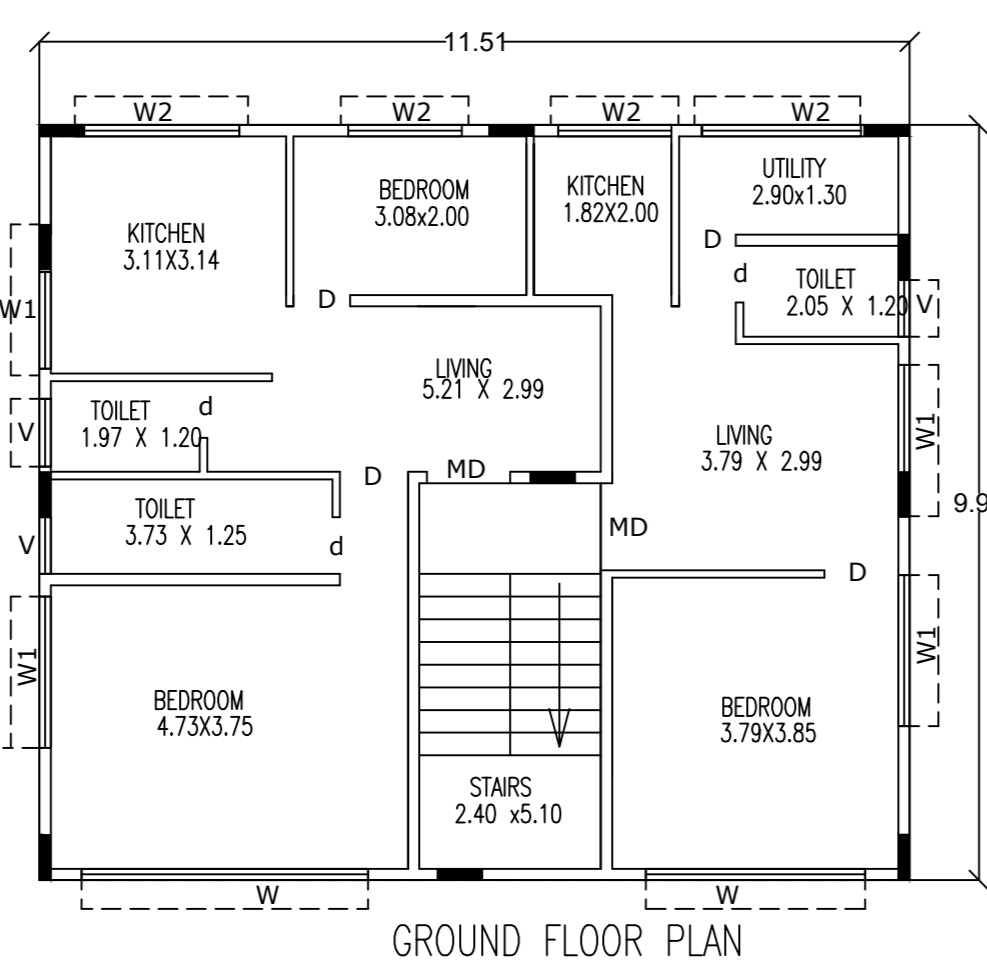 11.51
W2
W2
W2
W2
KITCHEN
3.11X3.14
BEDROOM
3.08x2.00
KITCHEN
1.82X2.00
UTILITY
2.90x1.30
D
d
TOILET
2.05 X 1.20
V
W1
D
LIVING
5.21 X 2.99
TOILET
1.97 X 1.20
d
V
LIVING
3.79 X 2.99
W1
D
MD
9.9
TOILET
3.73 X 1.25
V
d
MD
D
W1
W1
BEDROOM
4.73X3.75
BEDROOM
3.79X3.85
STAIRS
2.40 x5.10
W
W
GROUND FLOOR PLAN